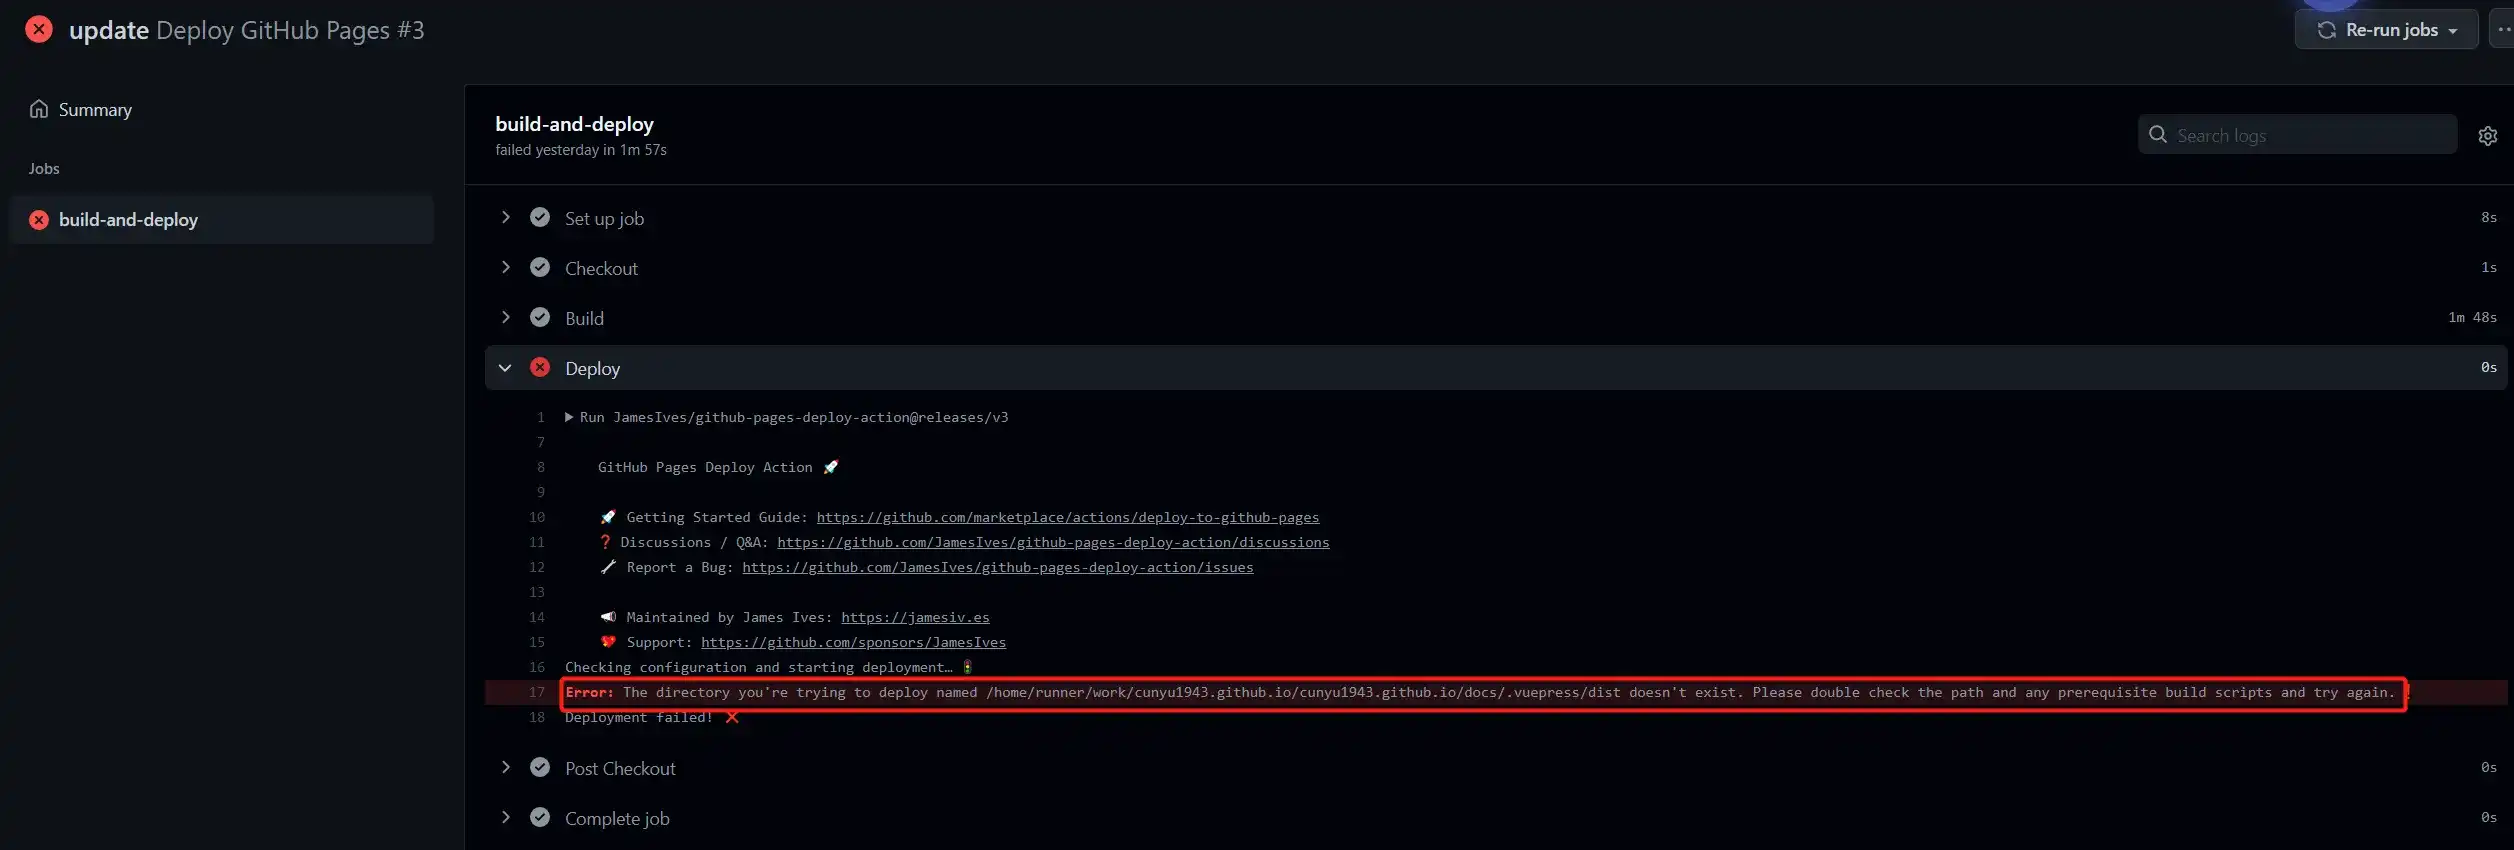 update Deploy GitHub Pages #3
Re-run jobs
Summary
Jobs
build-and-deploy
build-and-deploy
failed yesterday in 1m 57s
Search logs
Set up job 8s
Checkout 1s
Build 1m 48s
Deploy 0s
1 Run JamesIves/github-pages-deploy-action@releases/v3
7
8 GitHub Pages Deploy Action 🚀
9
10 🚀 Getting Started Guide: https://github.com/marketplace/actions/deploy-to-github-pages
11 ❓ Discussions / Q&A: https://github.com/JamesIves/github-pages-deploy-action/discussions
12 🔧 Report a Bug: https://github.com/JamesIves/github-pages-deploy-action/issues
13
14 📣 Maintained by James Ives: https://jamesiv.es
15 💖 Support: https://github.com/sponsors/JamesIves
16 Checking configuration and starting deployment… 🚦
17 Error: The directory you're trying to deploy named /home/runner/work/cunyu1943.github.io/cunyu1943.github.io/docs/.vuepress/dist doesn't exist. Please double check the path and any prerequisite build scripts and try again. ❗
18 Deployment failed! ❌
Post Checkout 0s
Complete job 0s